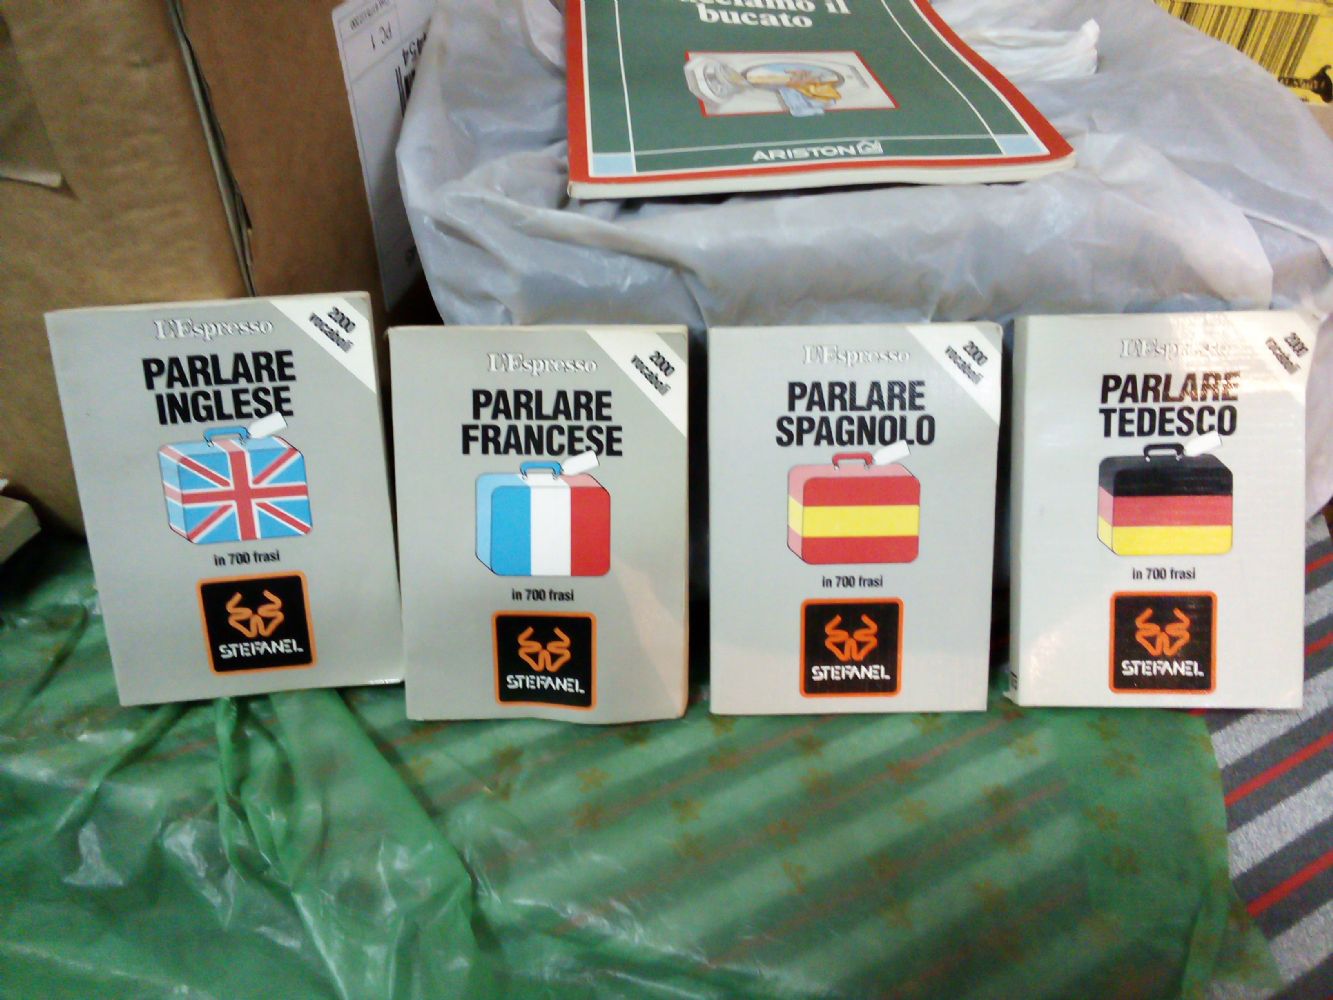 bucato
ARISTON
PC 1
L'Espresso
2000
vocaboli
PARLARE
INGLESE
in 700 frasi
STEFANEL
L'Espresso
2000
vocaboli
PARLARE
FRANCESE
in 700 frasi
STEFANEL
L'Espresso
2000
vocaboli
PARLARE
SPAGNOLO
in 700 frasi
STEFANEL
L'Espresso
2000
vocaboli
PARLARE
TEDESCO
in 700 frasi
STEFANEL